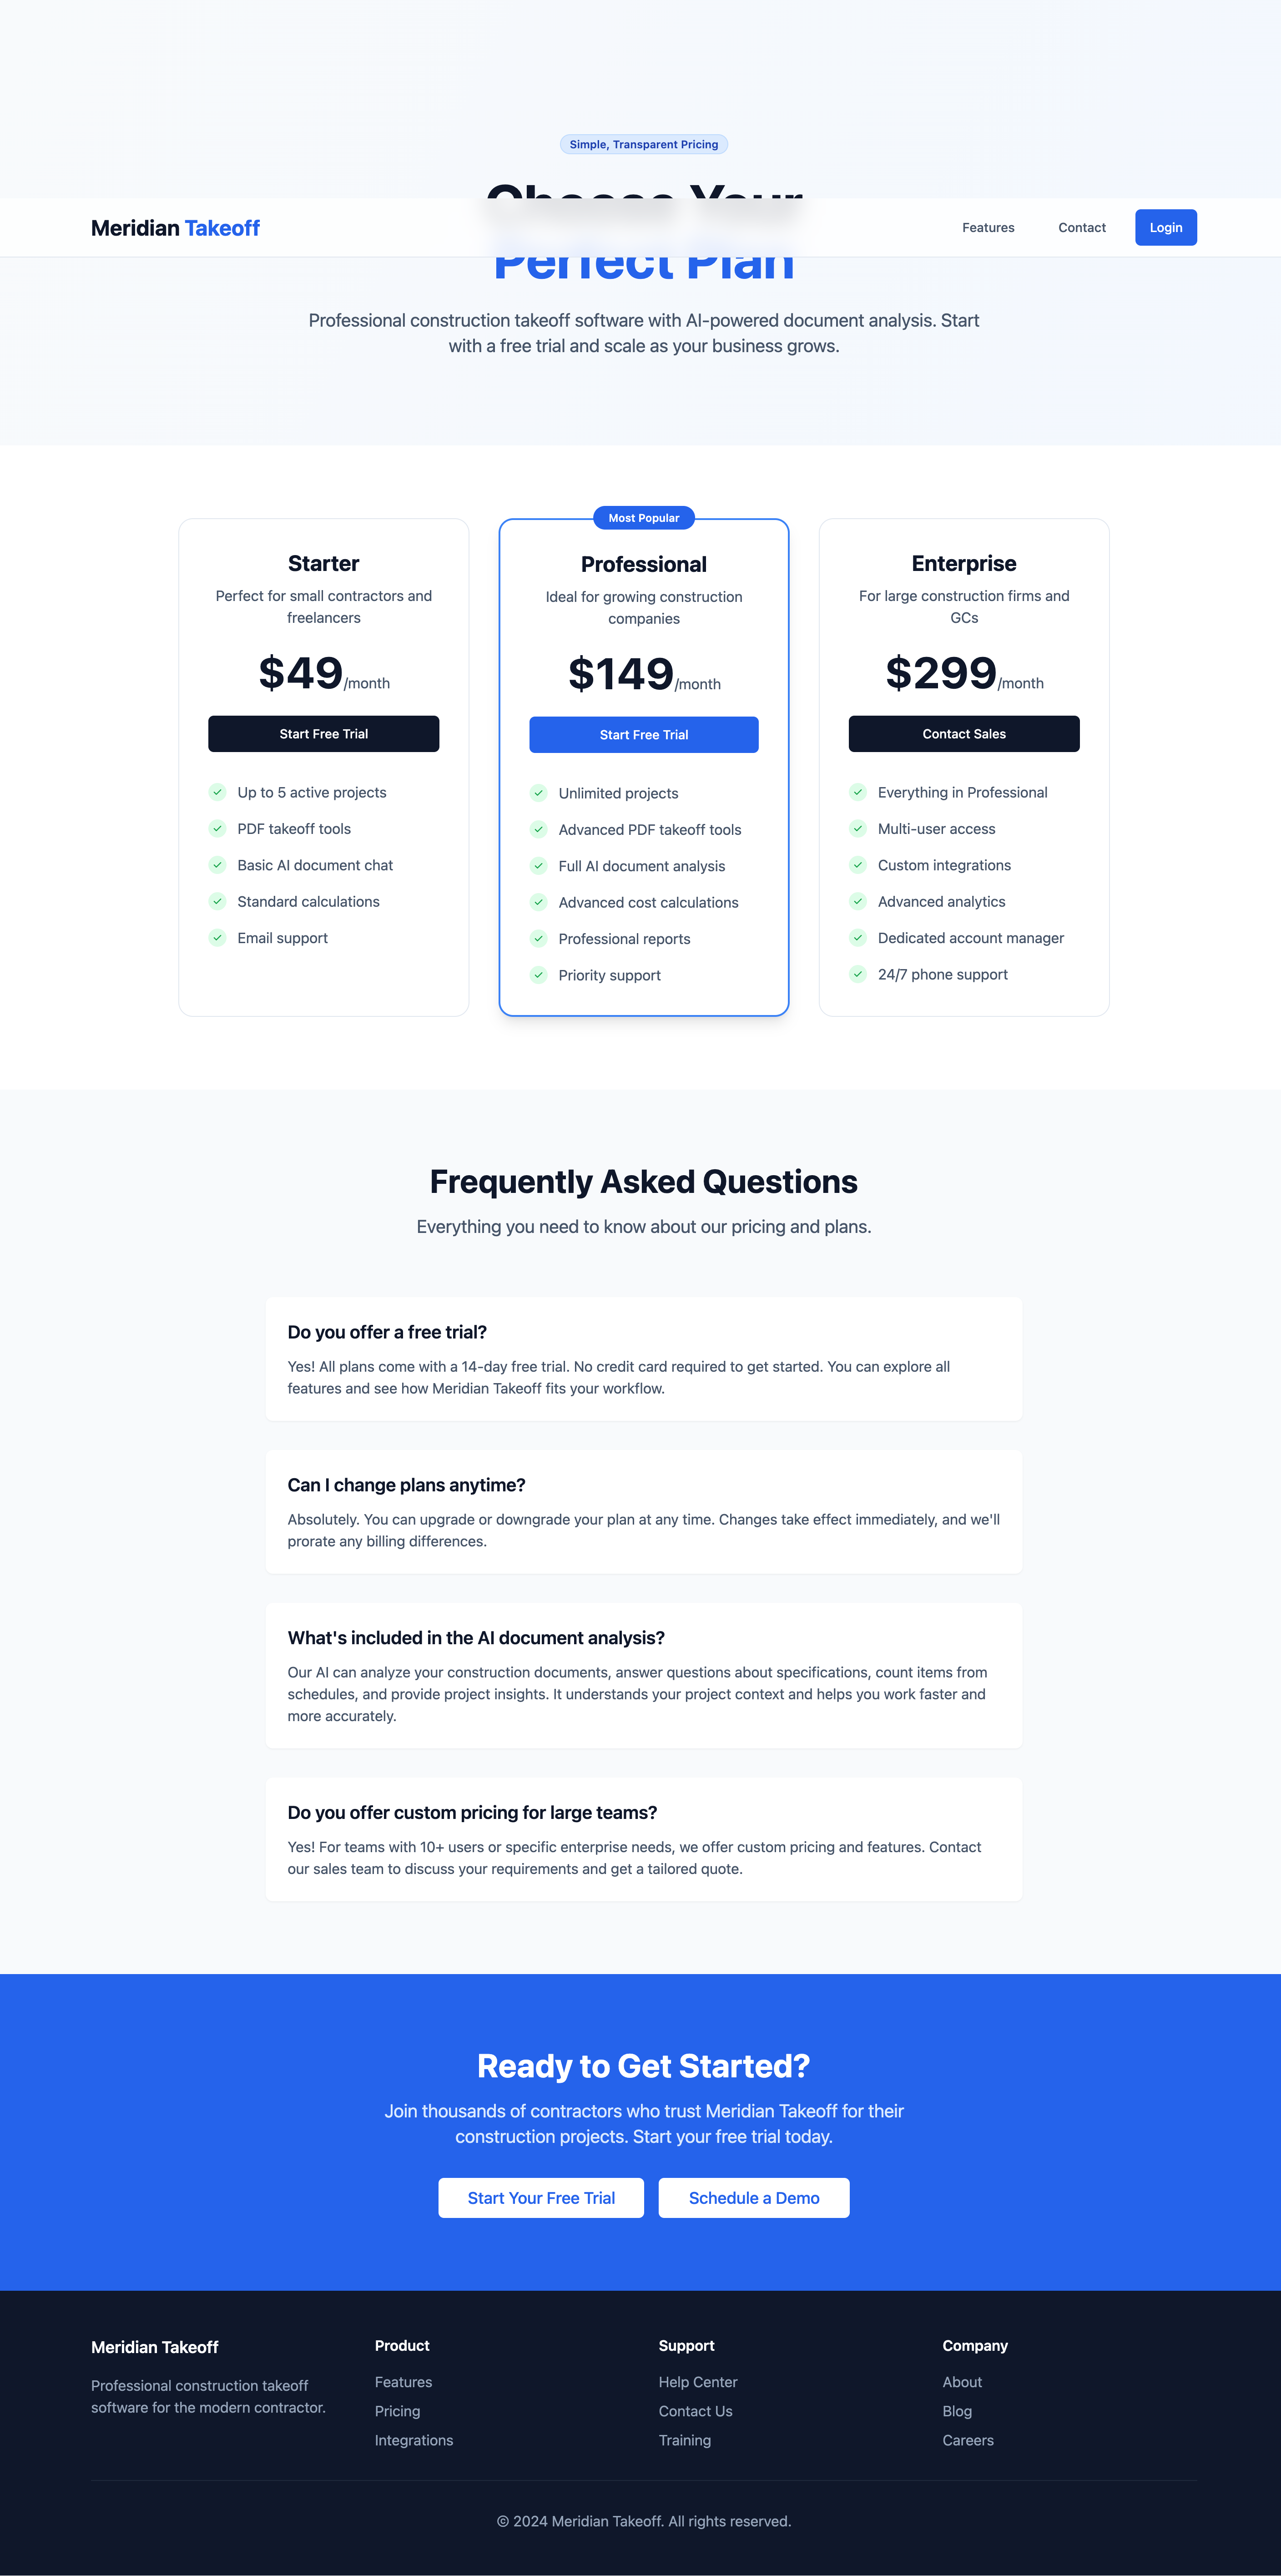 Simple, Transparent Pricing
Choose Your
Meridian Takeoff
Features
Contact
Login
Perfect Plan
Professional construction takeoff software with AI-powered document analysis. Start
with a free trial and scale as your business grows.
Starter
Perfect for small contractors and
freelancers
$49/month
Start Free Trial
Up to 5 active projects
PDF takeoff tools
Basic AI document chat
Standard calculations
Email support
Most Popular
Professional
Ideal for growing construction
companies
$149/month
Start Free Trial
Unlimited projects
Advanced PDF takeoff tools
Full AI document analysis
Advanced cost calculations
Professional reports
Priority support
Enterprise
For large construction firms and
GCs
$299/month
Contact Sales
Everything in Professional
Multi-user access
Custom integrations
Advanced analytics
Dedicated account manager
24/7 phone support
Frequently Asked Questions
Everything you need to know about our pricing and plans.
Do you offer a free trial?
Yes! All plans come with a 14-day free trial. No credit card required to get started. You can explore all
features and see how Meridian Takeoff fits your workflow.
Can I change plans anytime?
Absolutely. You can upgrade or downgrade your plan at any time. Changes take effect immediately, and we'll
prorate any billing differences.
What's included in the AI document analysis?
Our AI can analyze your construction documents, answer questions about specifications, count items from
schedules, and provide project insights. It understands your project context and helps you work faster and
more accurately.
Do you offer custom pricing for large teams?
Yes! For teams with 10+ users or specific enterprise needs, we offer custom pricing and features. Contact
our sales team to discuss your requirements and get a tailored quote.
Ready to Get Started?
Join thousands of contractors who trust Meridian Takeoff for their
construction projects. Start your free trial today.
Start Your Free Trial
Schedule a Demo
Meridian Takeoff
Professional construction takeoff
software for the modern contractor.
Product
Features
Pricing
Integrations
Support
Help Center
Contact Us
Training
Company
About
Blog
Careers
© 2024 Meridian Takeoff. All rights reserved.